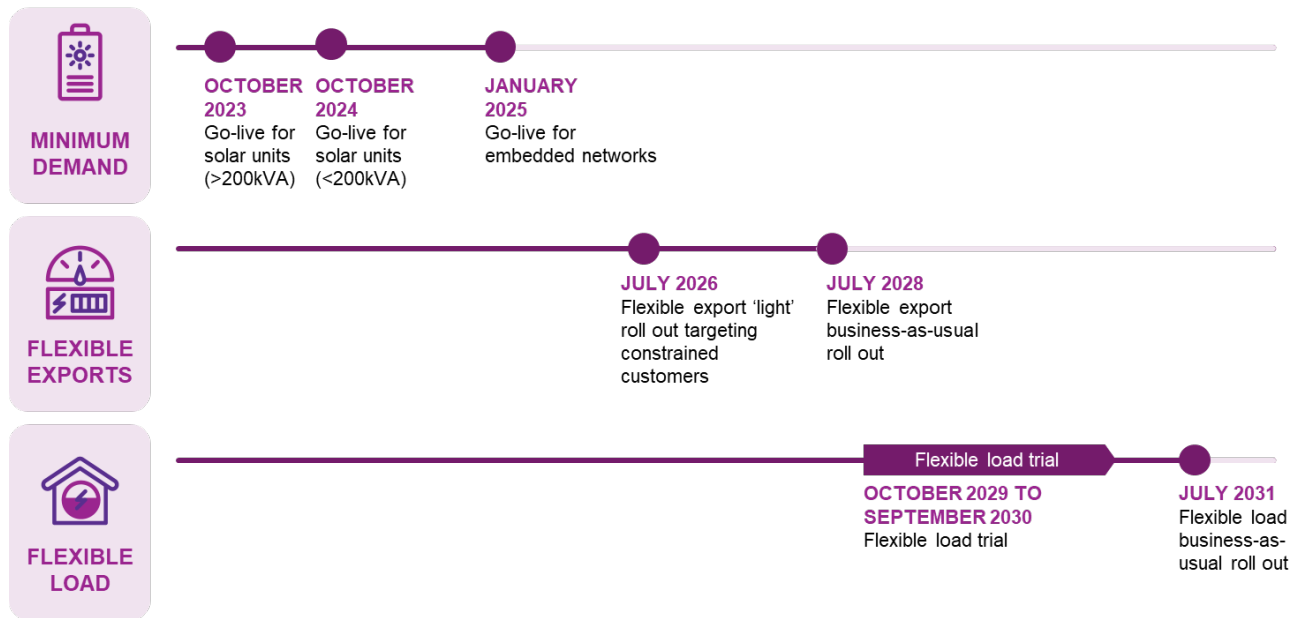 MINIMUM
DEMAND
OCTOBER
2023
Go-live for
solar units
(>200kVA)
OCTOBER
2024
Go-live for
solar units
(<200kVA)
JANUARY
2025
Go-live for
embedded networks
FLEXIBLE
EXPORTS
JULY 2026
Flexible export ‘light’
roll out targeting
constrained
customers
JULY 2028
Flexible export
business-as-usual
roll out
FLEXIBLE
LOAD
Flexible load trial
OCTOBER 2029 TO
SEPTEMBER 2030
Flexible load trial
JULY 2031
Flexible load
business-as-
usual roll out